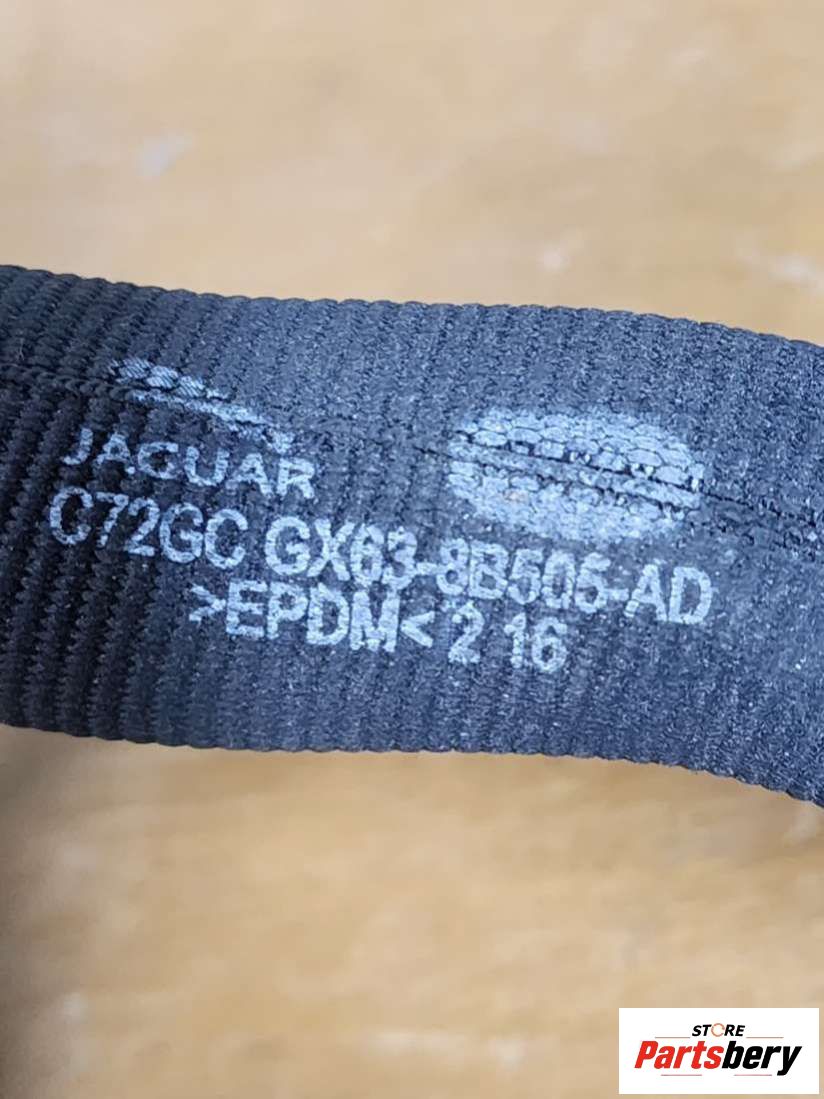 JAGUAR
C72GC GX63-8B505-AD
>EPDM< 2 16
STORE
Partsbery